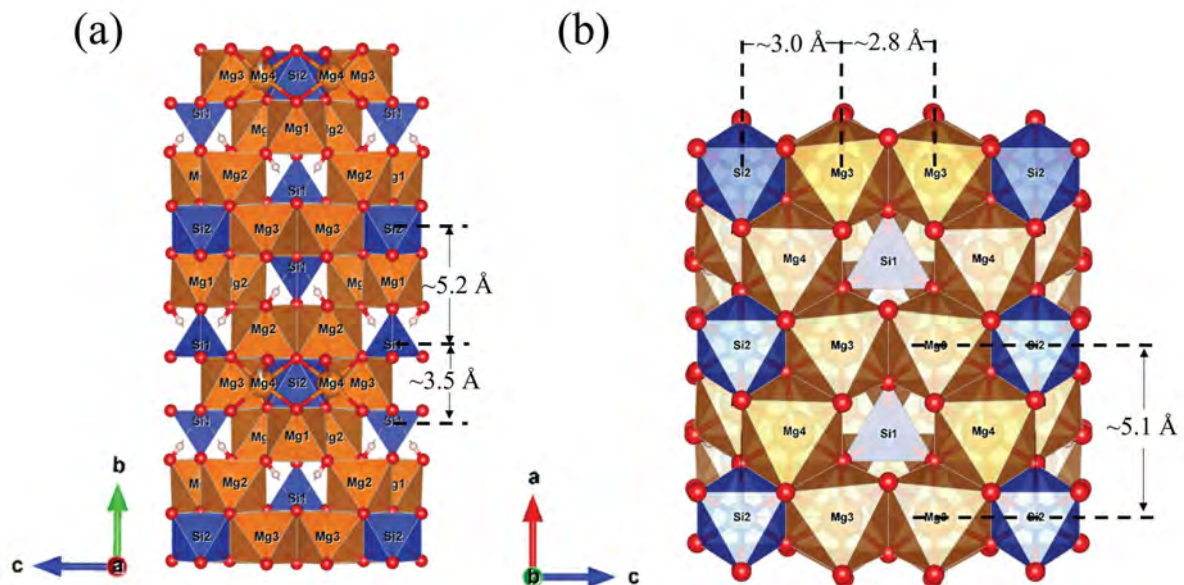 (a)
Mg3 Mg4 Si2 Mg4 Mg3
Si1 Si1
Mg1
Mg2 Mg2
Si1
Si2 Mg3 Mg3 Si2
Si1
Mg1 Mg1
~5.2 Å
Mg2 Mg2
Si1 Si1
Mg3 Mg4 Si2 Mg4 Mg3
~3.5 Å
Si1 Si1
Mg1
Mg2 Mg2
Si1
Si2 Mg3 Mg3 Si2
b
c a
(b)
~3.0 Å ~2.8 Å
Si2 Mg3 Mg3 Si2
Mg4 Si1 Mg4
Si2 Mg3 Mg3 Si2
Mg4 Si1 Mg4
~5.1 Å
Si2 Mg3 Mg3 Si2
a
b c